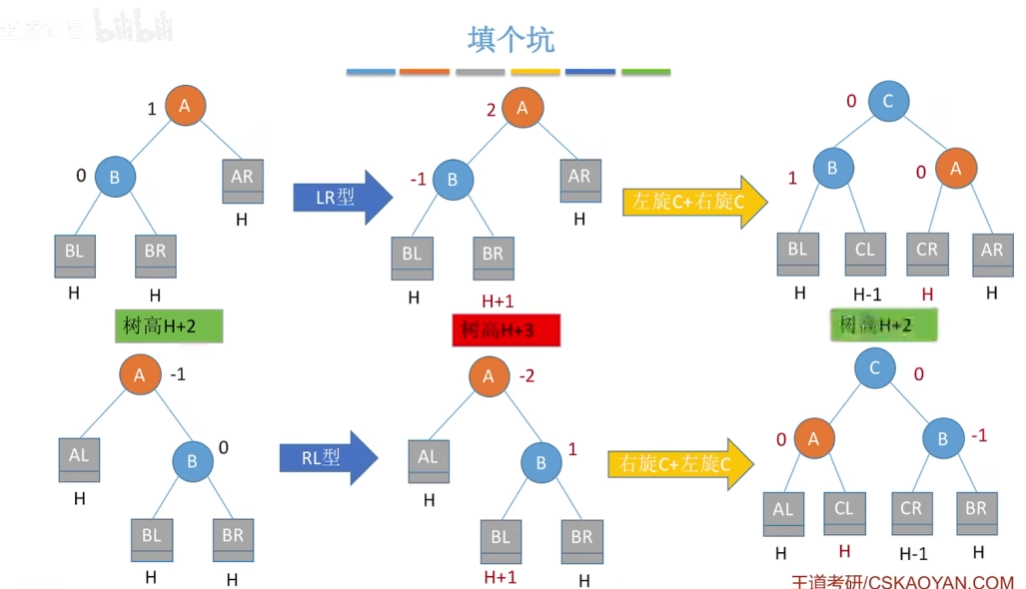 bilibili
填个坑
1 A 2 A 0 C
0 B AR -1 B AR 1 B 0 A
H LR型 H 左旋C+右旋C
BL BR BL BR BL CL CR AR
H H H H+1 H H-1 H H
树高H+2 树高H+3 树高H+2
A -1 A -2 C 0
AL B 0 AL B 1 0 A B -1
H RL型 H 右旋C+左旋C
BL BR BL BR AL CL CR BR
H H H+1 H H H H-1 H
王道考研/CSKAOYAN.COM